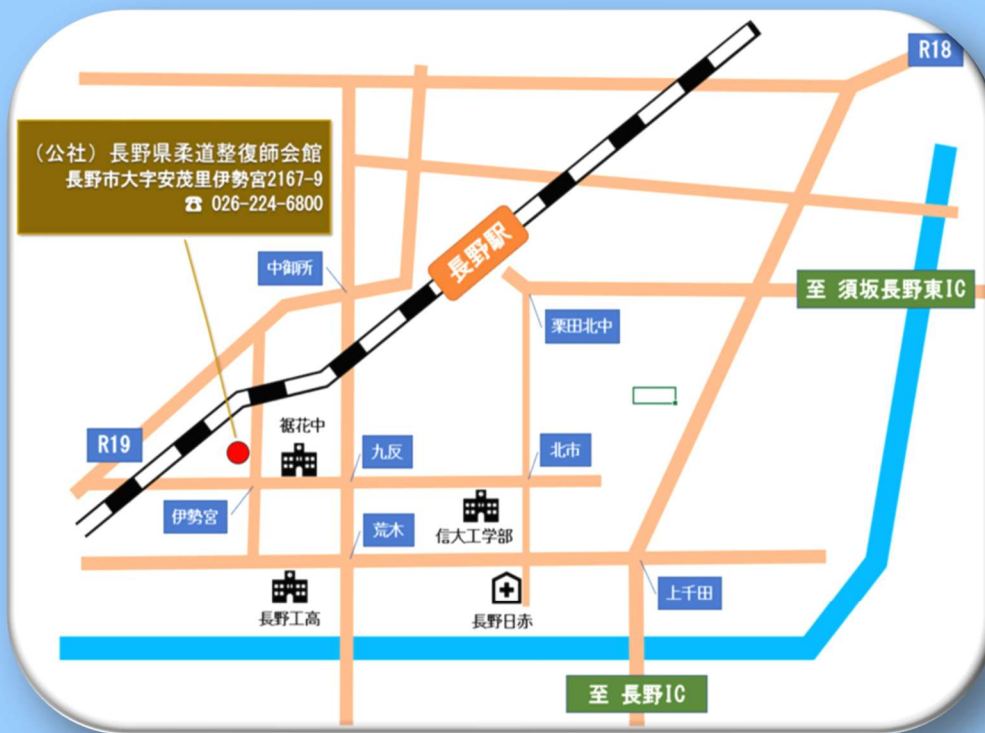 R18
（公社）長野県柔道整復師会館
長野市大字安茂里伊勢宮2167-9
☎ 026-224-6800
長野駅
中御所
至 須坂長野東IC
栗田北中
裾花中
R19
九反
北市
伊勢宮
荒木
信大工学部
上千田
長野工高
長野日赤
至 長野IC